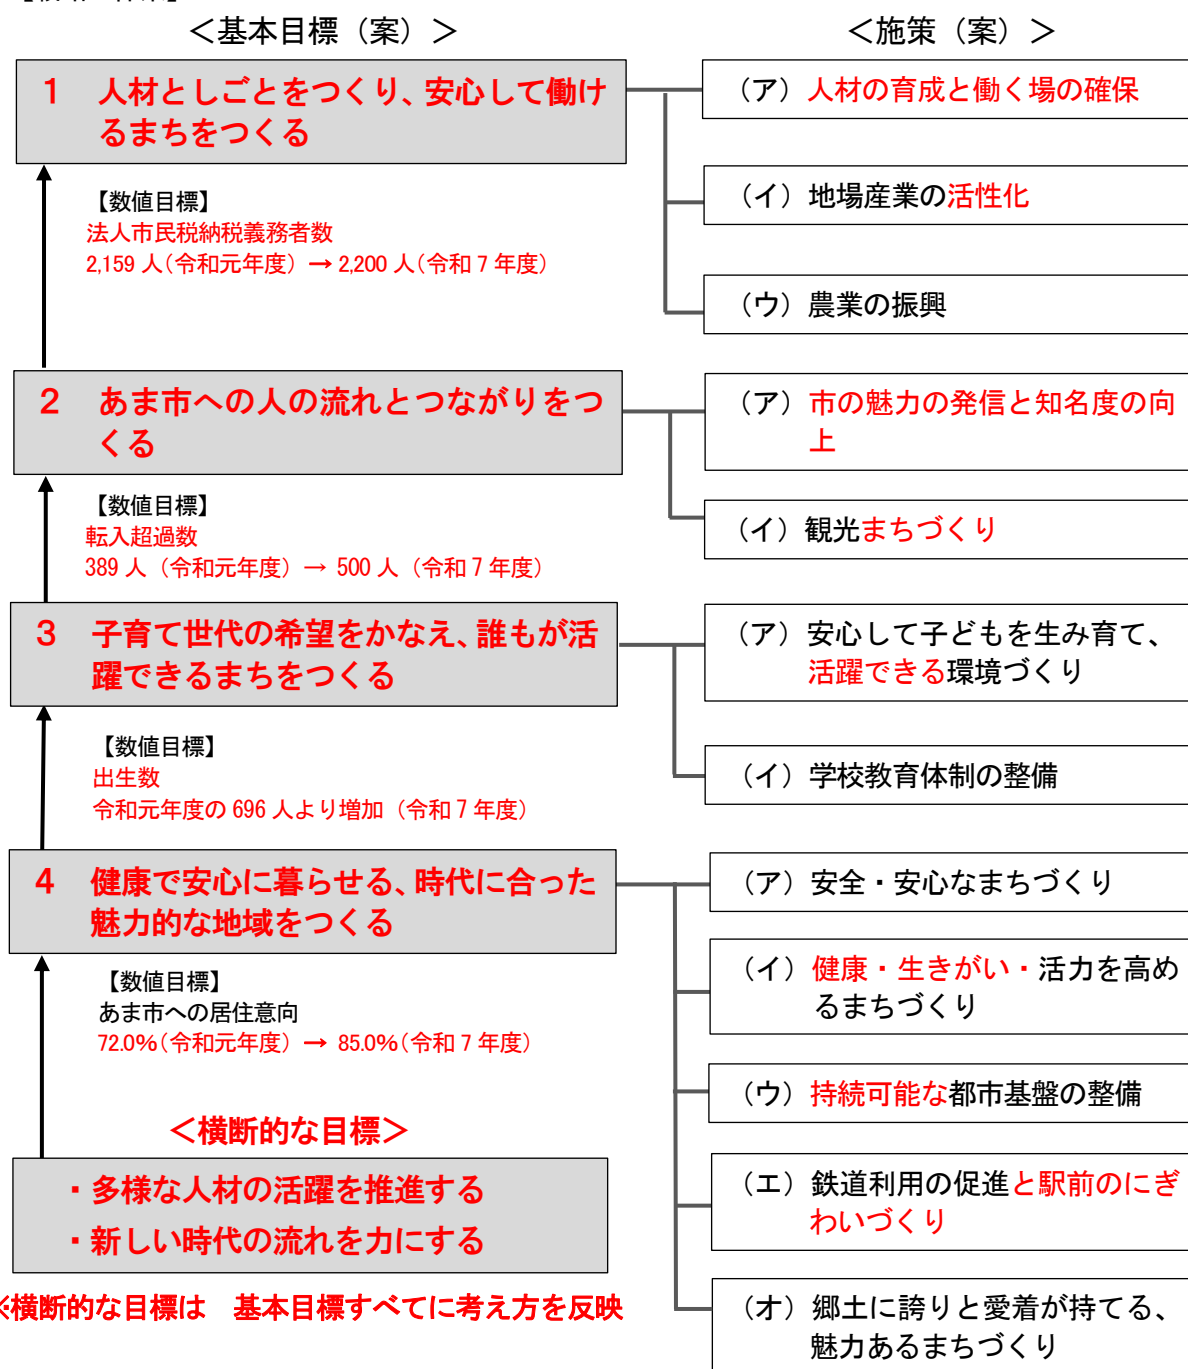 ＜基本目標（案）＞
＜施策（案）＞
１　人材としごとをつくり、安心して働け
るまちをつくる
（ア）人材の育成と働く場の確保
（イ）地場産業の活性化
（ウ）農業の振興
【数値目標】
法人市民税納税義務者数
2,159 人（令和元年度）→ 2,200 人（令和 7 年度）
２　あま市への人の流れとつながりをつ
くる
（ア）市の魅力の発信と知名度の向
上
（イ）観光まちづくり
【数値目標】
転入超過数
389 人（令和元年度）→ 500 人（令和 7 年度）
３　子育て世代の希望をかなえ、誰もが活
躍できるまちをつくる
（ア）安心して子どもを生み育て、
活躍できる環境づくり
（イ）学校教育体制の整備
【数値目標】
出生数
令和元年度の 696 人より増加（令和 7 年度）
４　健康で安心に暮らせる、時代に合った
魅力的な地域をつくる
（ア）安全・安心なまちづくり
（イ）健康・生きがい・活力を高め
るまちづくり
（ウ）持続可能な都市基盤の整備
（エ）鉄道利用の促進と駅前のにぎ
わいづくり
（オ）郷土に誇りと愛着が持てる、
魅力あるまちづくり
【数値目標】
あま市への居住意向
72.0%（令和元年度）→ 85.0%（令和 7 年度）
＜横断的な目標＞
・多様な人材の活躍を推進する
・新しい時代の流れを力にする
※横断的な目標は　基本目標すべてに考え方を反映